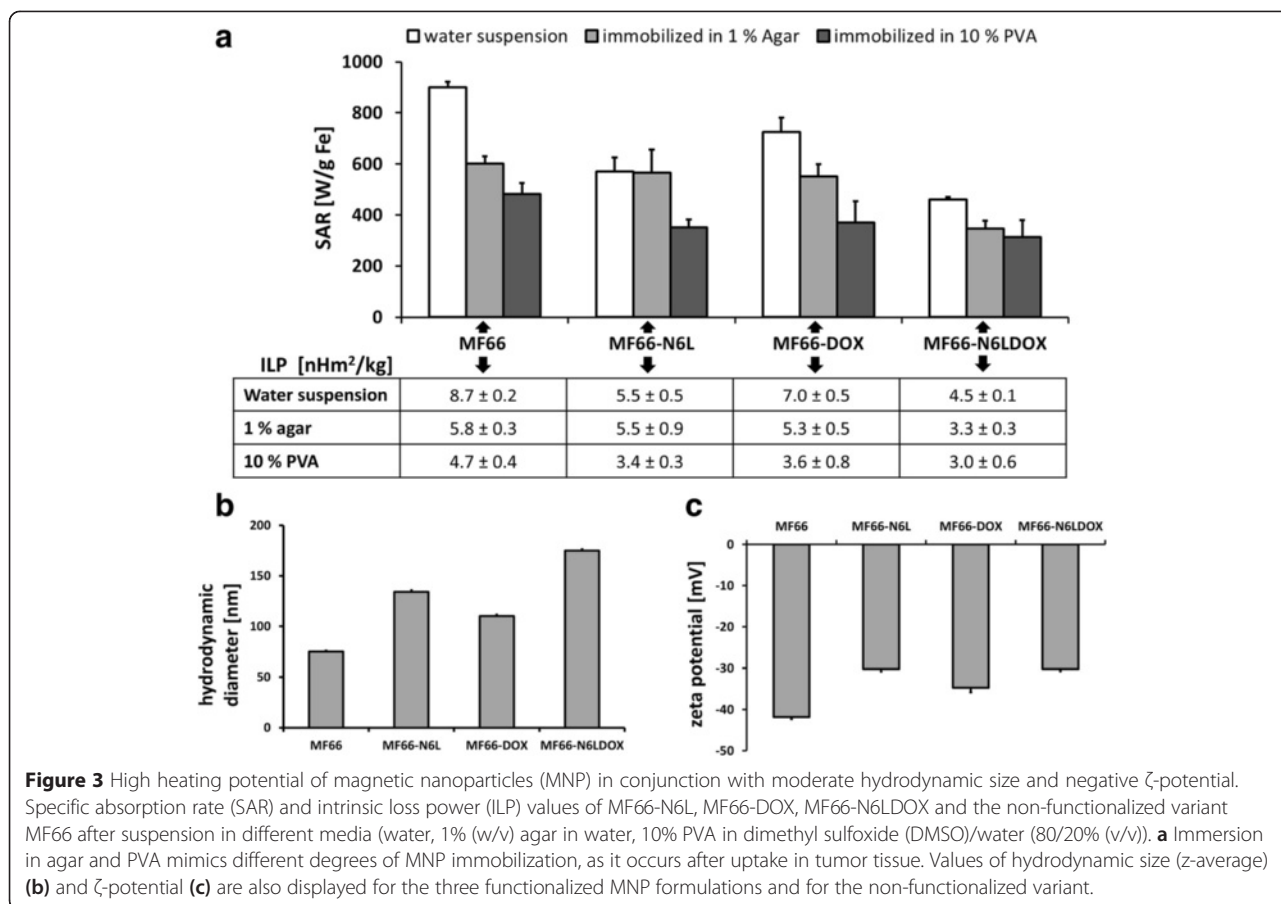 a
water suspension immobilized in 1 % Agar immobilized in 10 % PVA
SAR [W/g Fe]
1000
800
600
400
200
0
MF66 MF66-N6L MF66-DOX MF66-N6LDOX
ILP [nHm²/kg]
Water suspension 8.7 ± 0.2 5.5 ± 0.5 7.0 ± 0.5 4.5 ± 0.1
1 % agar 5.8 ± 0.3 5.5 ± 0.9 5.3 ± 0.5 3.3 ± 0.3
10 % PVA 4.7 ± 0.4 3.4 ± 0.3 3.6 ± 0.8 3.0 ± 0.6
b
hydrodynamic
diameter [nm]
200
150
100
50
0
MF66 MF66-N6L MF66-DOX MF66-N6LDOX
c
MF66 MF66-N6L MF66-DOX MF66-N6LDOX
zeta potential [mV]
0
-10
-20
-30
-40
-50
Figure 3 High heating potential of magnetic nanoparticles (MNP) in conjunction with moderate hydrodynamic size and negative ζ-potential.
Specific absorption rate (SAR) and intrinsic loss power (ILP) values of MF66-N6L, MF66-DOX, MF66-N6LDOX and the non-functionalized variant
MF66 after suspension in different media (water, 1% (w/v) agar in water, 10% PVA in dimethyl sulfoxide (DMSO)/water (80/20% (v/v)). a Immersion
in agar and PVA mimics different degrees of MNP immobilization, as it occurs after uptake in tumor tissue. Values of hydrodynamic size (z-average)
(b) and ζ-potential (c) are also displayed for the three functionalized MNP formulations and for the non-functionalized variant.